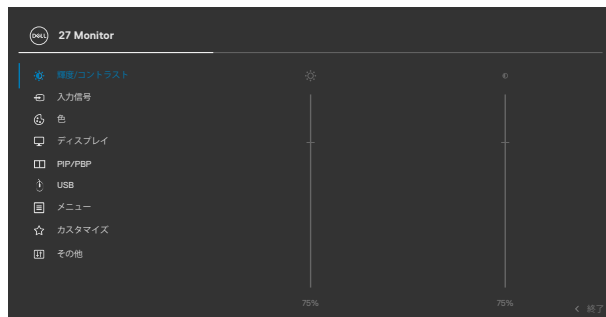 DELL
27 Monitor
輝度/コントラスト
入力信号
色
ディスプレイ
PIP/PBP
USB
メニュー
カスタマイズ
その他
75%
75%
終了